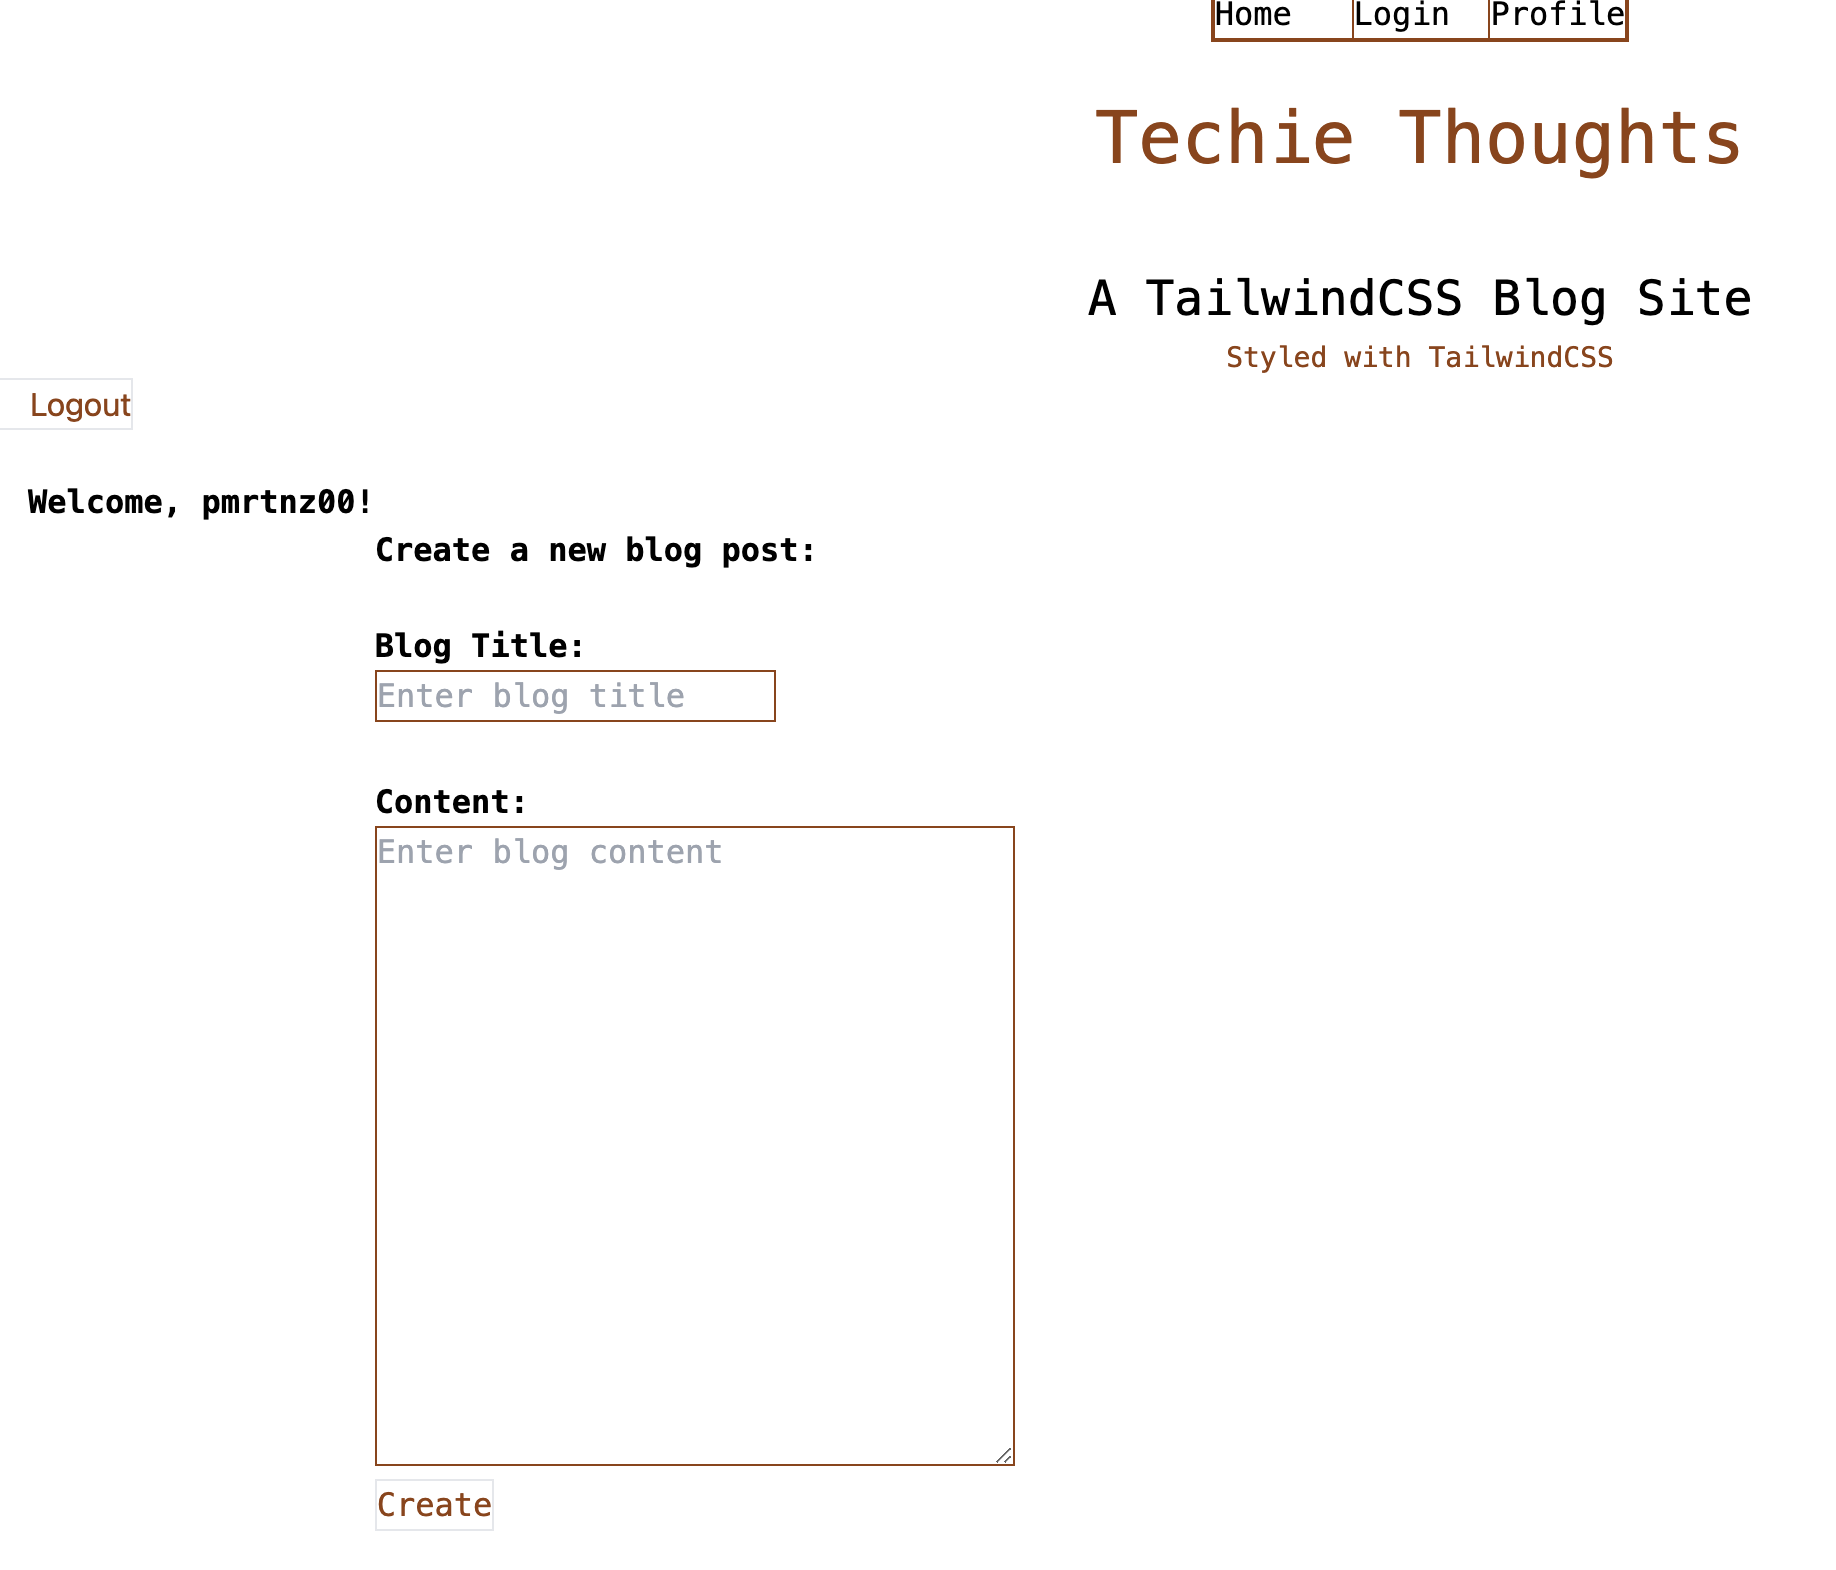 Home Login Profile
Techie Thoughts
A TailwindCSS Blog Site
Styled with TailwindCSS
Logout
Welcome, pmrtnz00!
Create a new blog post:
Blog Title:
Enter blog title
Content:
Enter blog content
Create